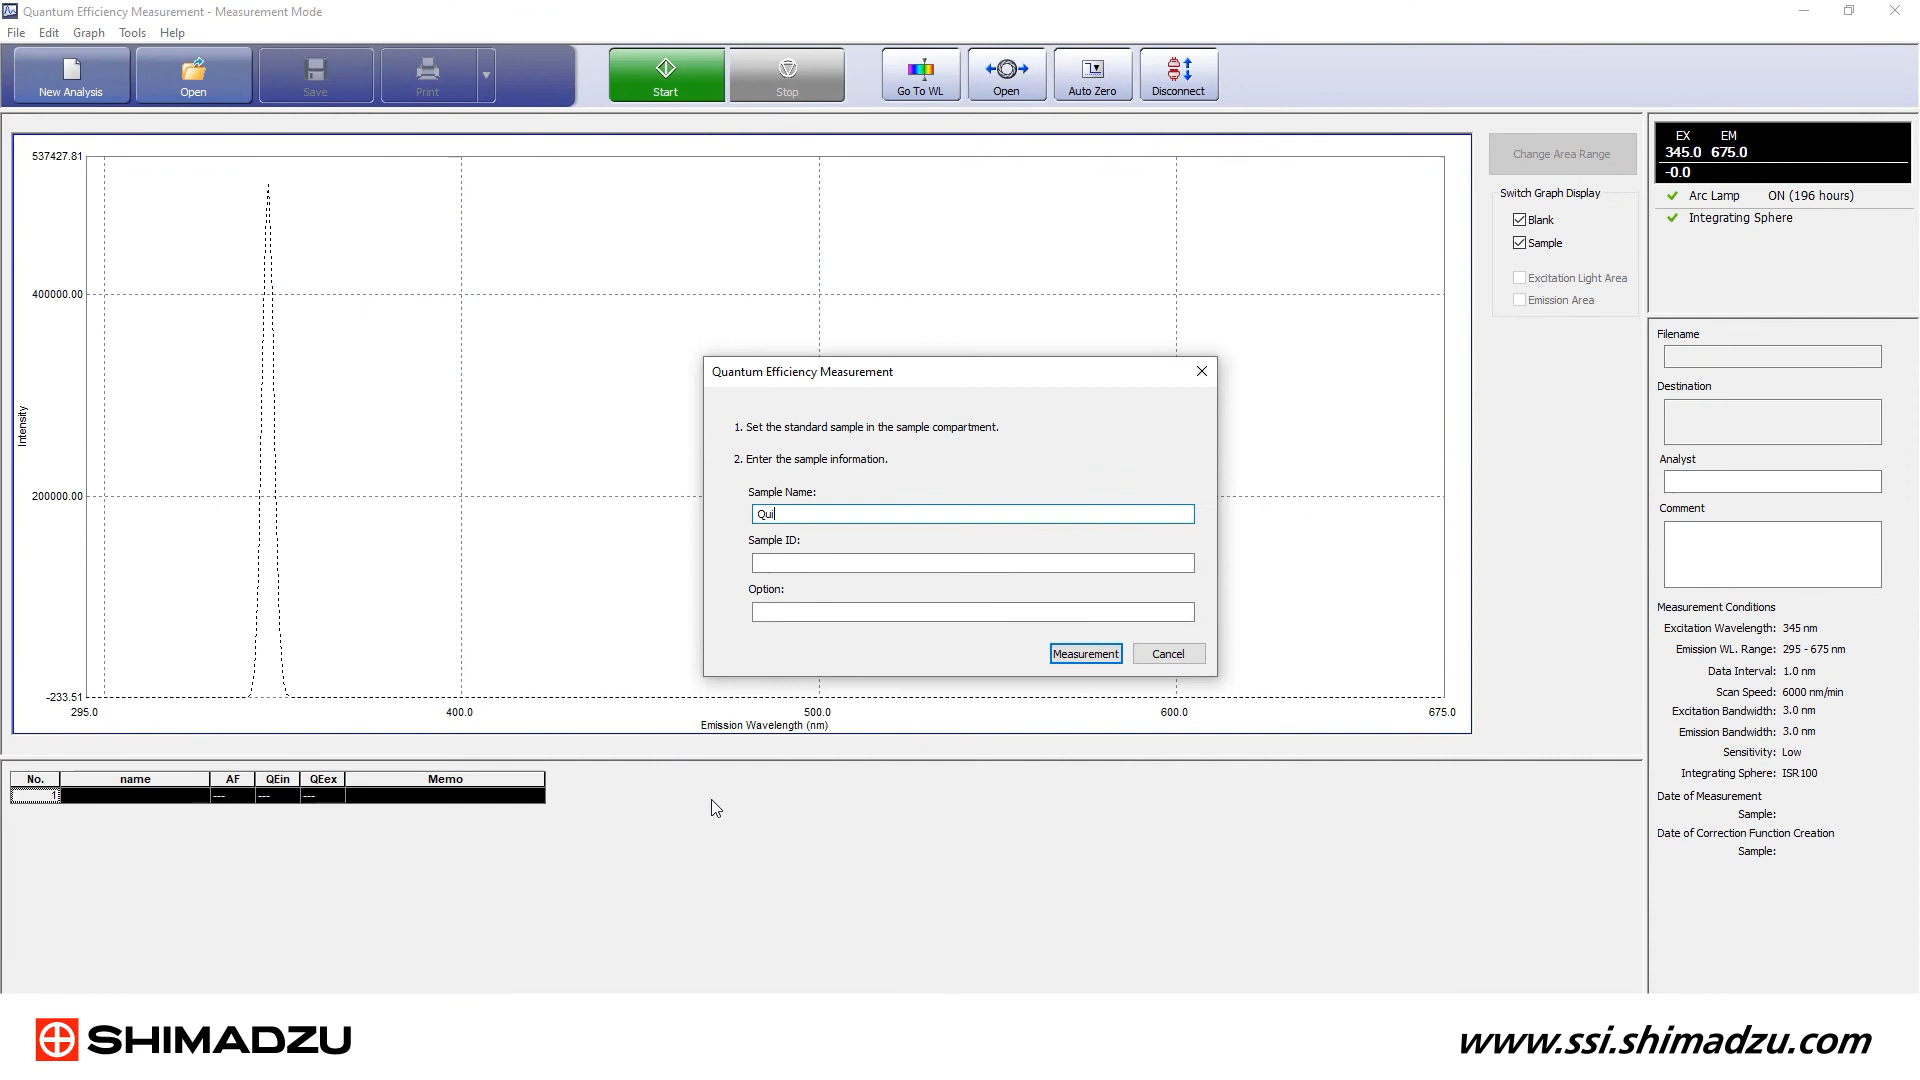 Quantum Efficiency Measurement - Measurement Mode
File Edit Graph Tools Help
New Analysis Open Save Print Start Stop Go To WL Open Auto Zero Disconnect
537427.81
400000.00
200000.00
-233.51
Intensity
295.0 400.0 500.0 600.0 675.0
Emission Wavelength (nm)
Change Area Range
Switch Graph Display
Blank
Sample
Excitation Light Area
Emission Area
Quantum Efficiency Measurement
1. Set the standard sample in the sample compartment.
2. Enter the sample information.
Sample Name:
Qui
Sample ID:
Option:
Measurement Cancel
EX EM
345.0 675.0
-0.0
Arc Lamp ON (196 hours)
Integrating Sphere
Filename
Destination
Analyst
Comment
Measurement Conditions
Excitation Wavelength: 345 nm
Emission WL. Range: 295 - 675 nm
Data Interval: 1.0 nm
Scan Speed: 6000 nm/min
Excitation Bandwidth: 3.0 nm
Emission Bandwidth: 3.0 nm
Sensitivity: Low
Integrating Sphere: ISR100
Date of Measurement
Sample:
Date of Correction Function Creation
Sample:
No. name AF QEin QEex Memo
1 --- --- ---
SHIMADZU
www.ssi.shimadzu.com